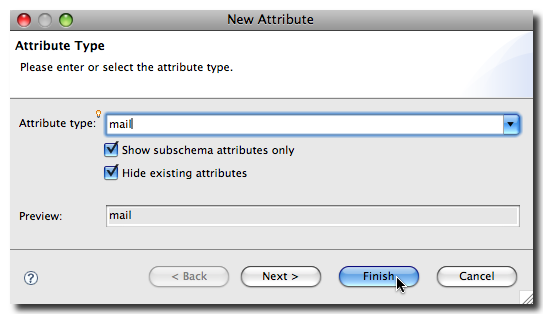 New Attribute
Attribute Type
Please enter or select the attribute type.
Attribute type: mail
Show subschema attributes only
Hide existing attributes
Preview: mail
? < Back Next > Finish Cancel